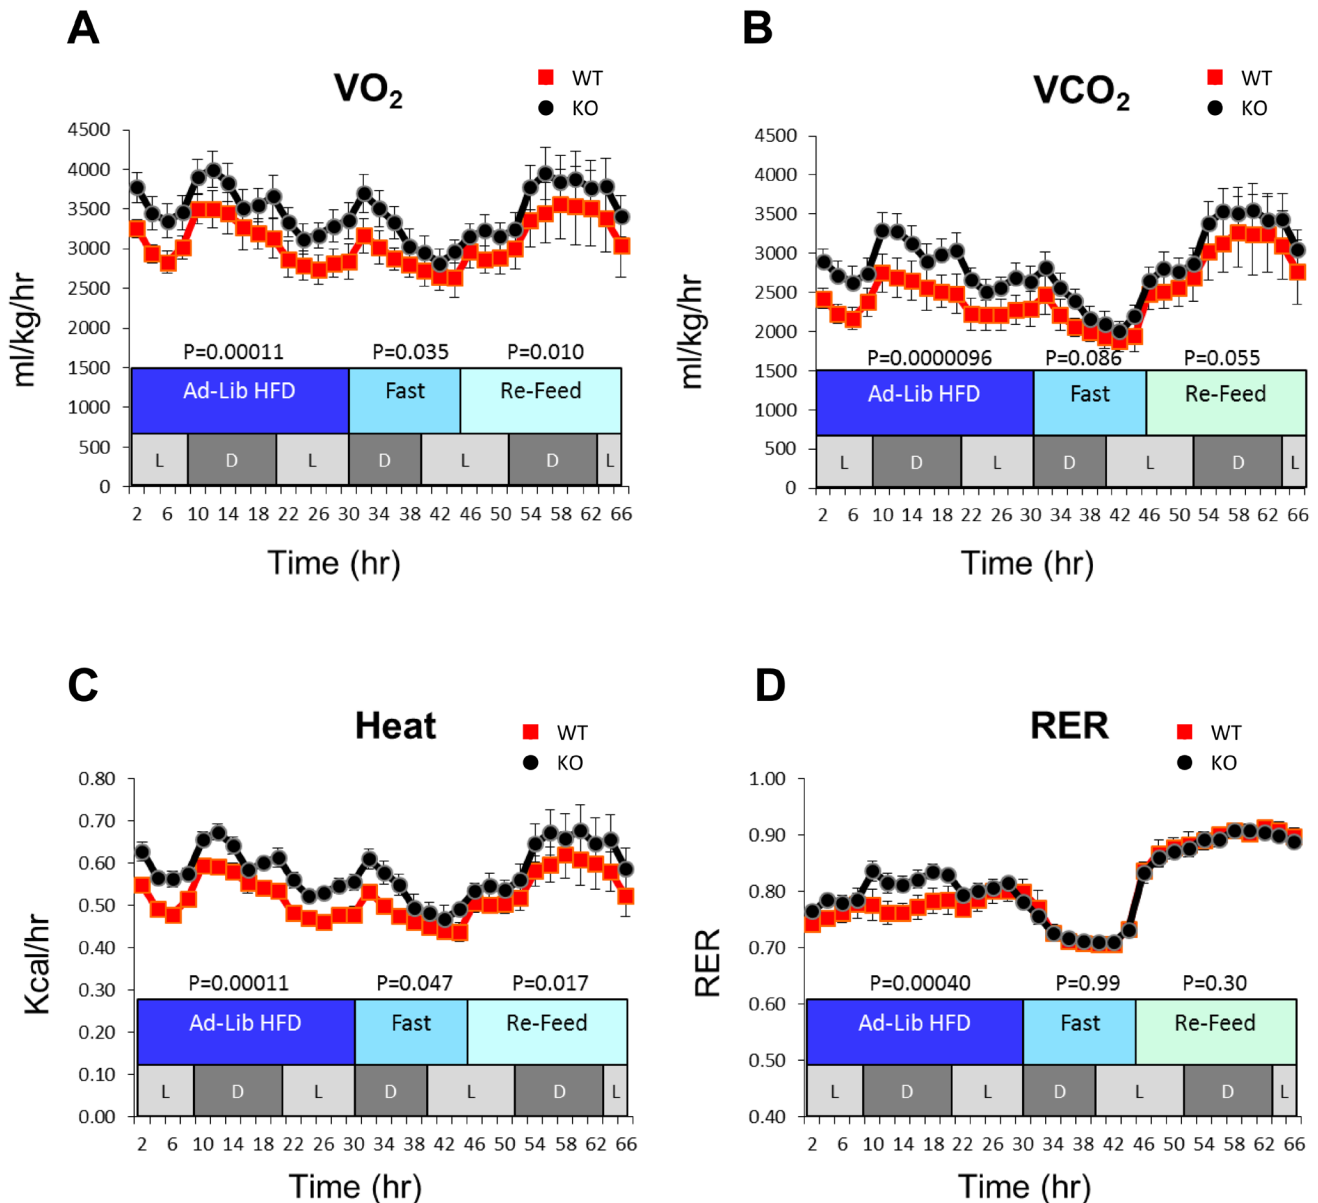 A
VO₂
WT
KO
4500
4000
3500
3000
2500
2000
1500
1000
500
0
ml/kg/hr
P=0.00011 P=0.035 P=0.010
Ad-Lib HFD Fast Re-Feed
L D L D L D L
2 6 10 14 18 22 26 30 34 38 42 46 50 54 58 62 66
Time (hr)
B
VCO₂
WT
KO
4500
4000
3500
3000
2500
2000
1500
1000
500
0
ml/kg/hr
P=0.0000096 P=0.086 P=0.055
Ad-Lib HFD Fast Re-Feed
L D L D L D L
2 6 10 14 18 22 26 30 34 38 42 46 50 54 58 62 66
Time (hr)
C
Heat
WT
KO
0.80
0.70
0.60
0.50
0.40
0.30
0.20
0.10
0.00
Kcal/hr
P=0.00011 P=0.047 P=0.017
Ad-Lib HFD Fast Re-Feed
L D L D L D L
2 6 10 14 18 22 26 30 34 38 42 46 50 54 58 62 66
Time (hr)
D
RER
WT
KO
1.00
0.90
0.80
0.70
0.60
0.50
0.40
RER
P=0.00040 P=0.99 P=0.30
Ad-Lib HFD Fast Re-Feed
L D L D L D L
2 6 10 14 18 22 26 30 34 38 42 46 50 54 58 62 66
Time (hr)